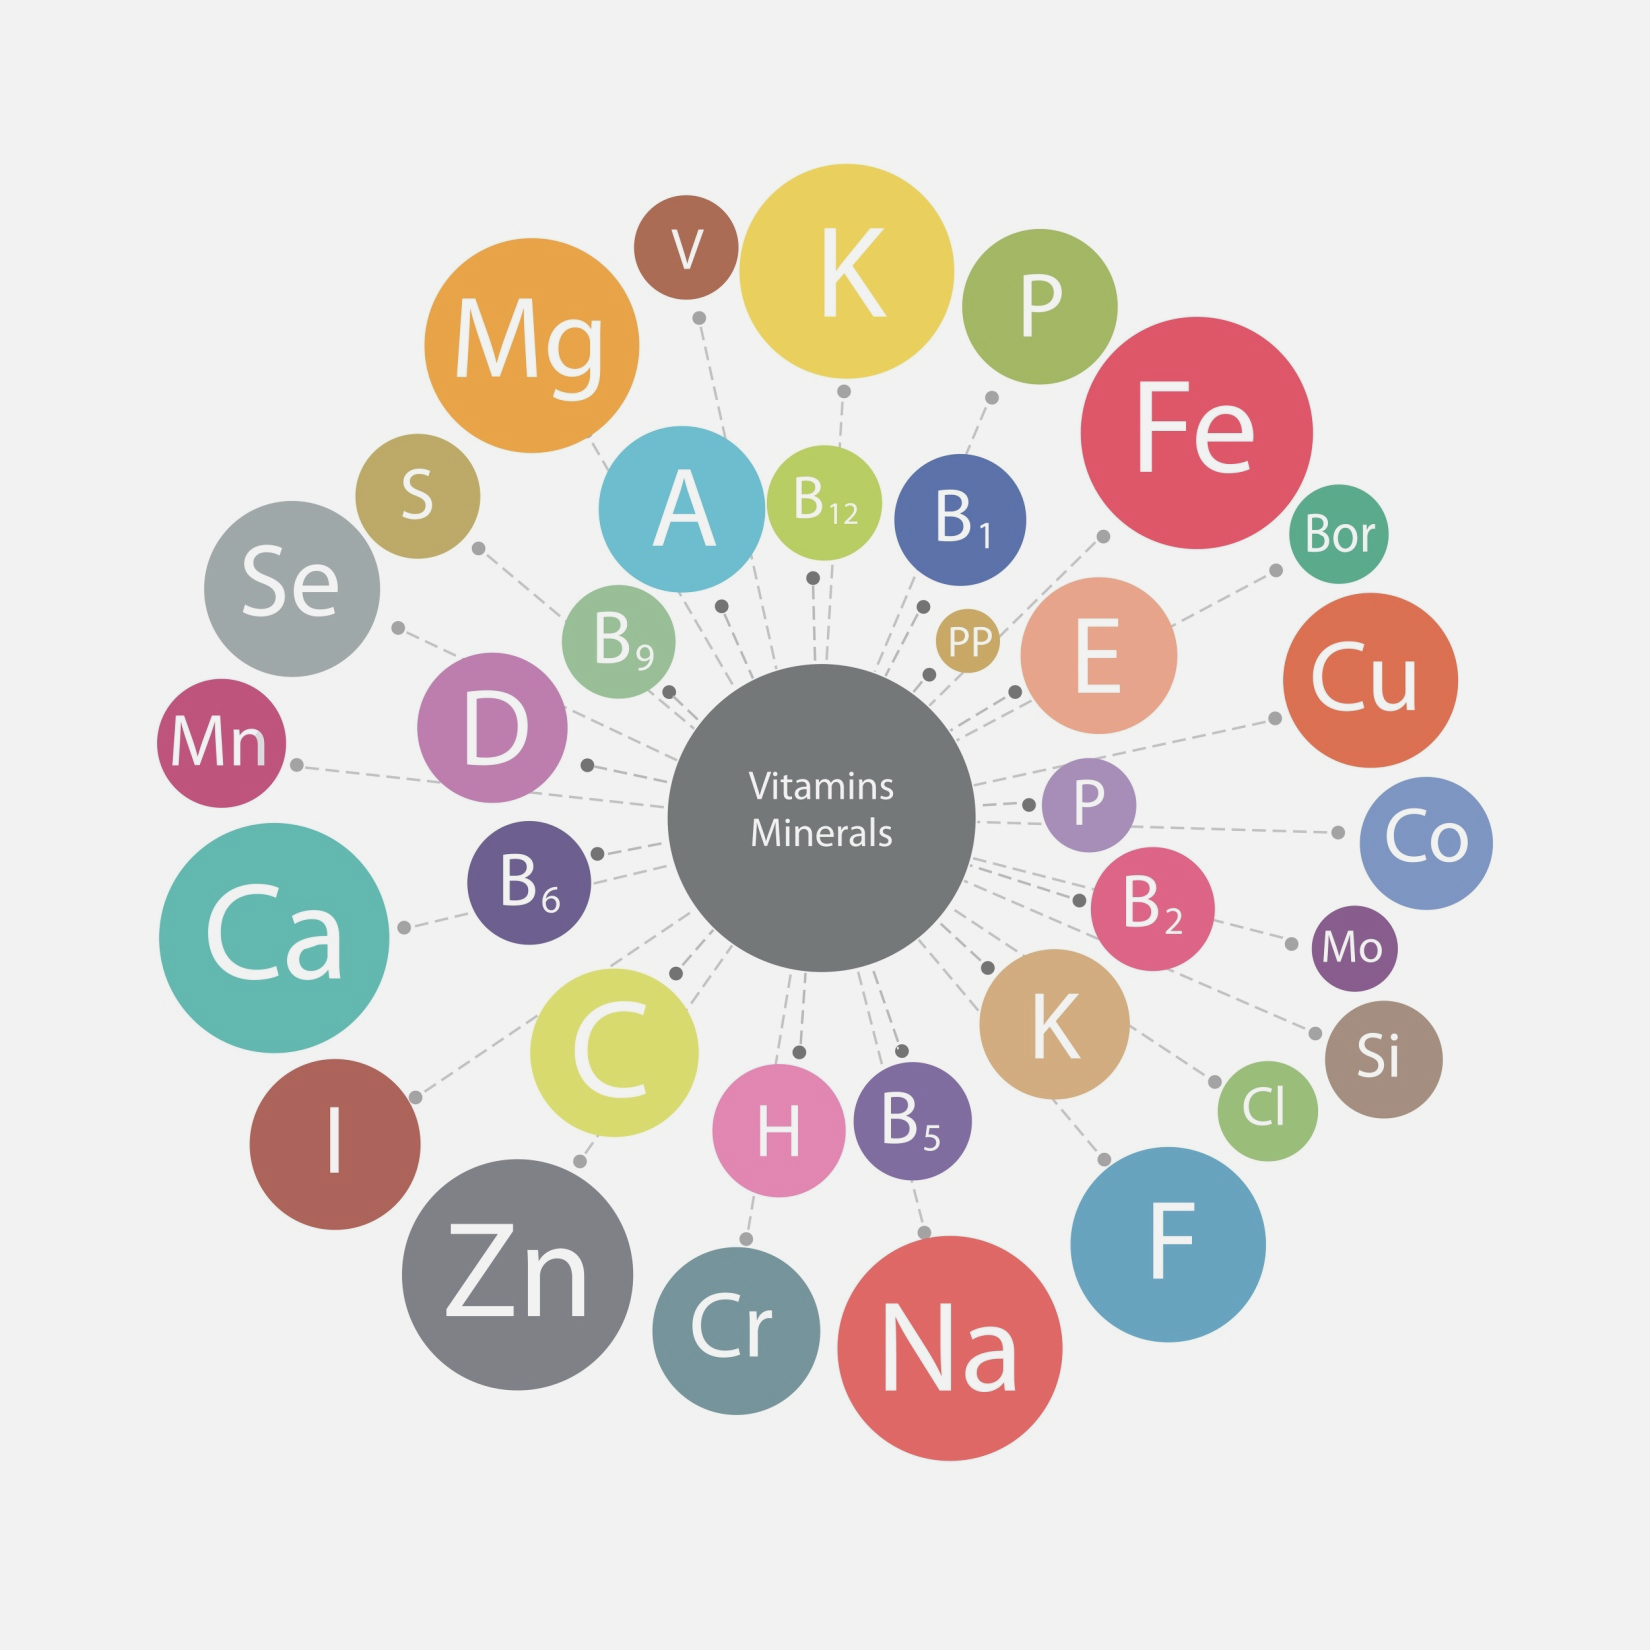 V
K
P
Mg
Fe
S
A
B12
B1
Bor
Se
B9
PP
E
Cu
Mn
D
Vitamins
Minerals
P
Co
Ca
B6
B2
Mo
I
C
H
B5
K
Si
Cl
Zn
Cr
Na
F